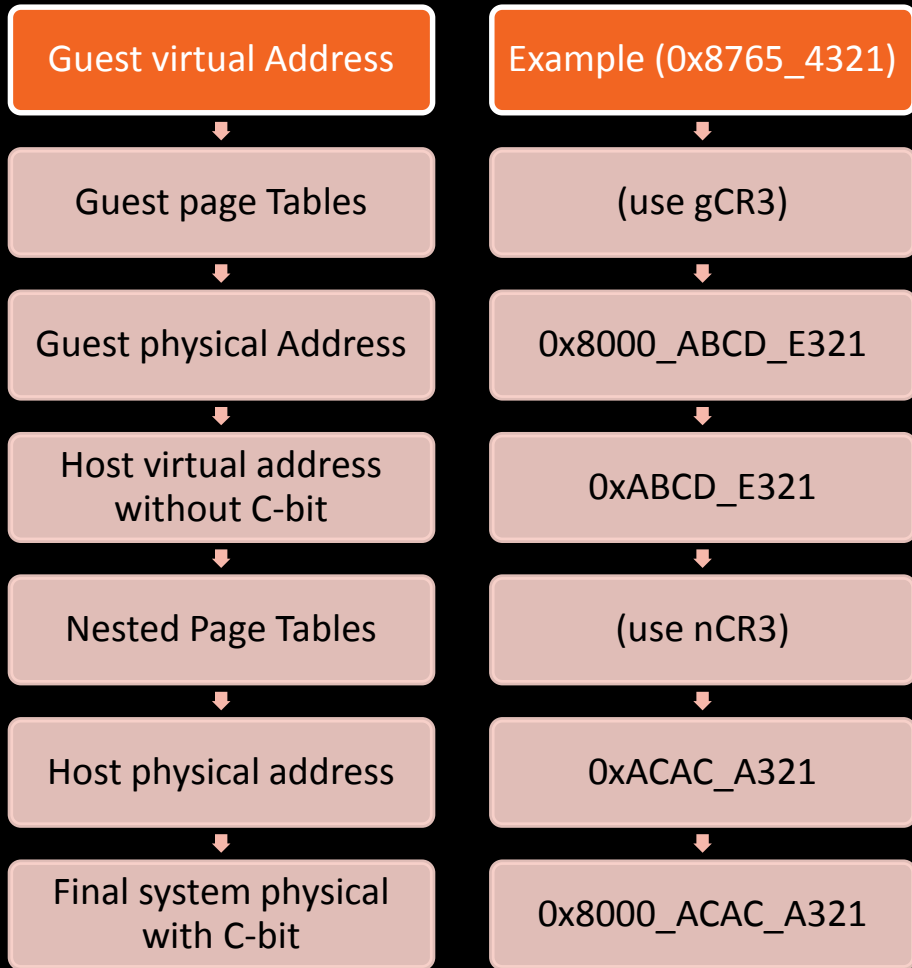 Guest virtual Address
Example (0x8765_4321)
Guest page Tables
(use gCR3)
Guest physical Address
0x8000_ABCD_E321
Host virtual address
without C-bit
0xABCD_E321
Nested Page Tables
(use nCR3)
Host physical address
0xACAC_A321
Final system physical
with C-bit
0x8000_ACAC_A321